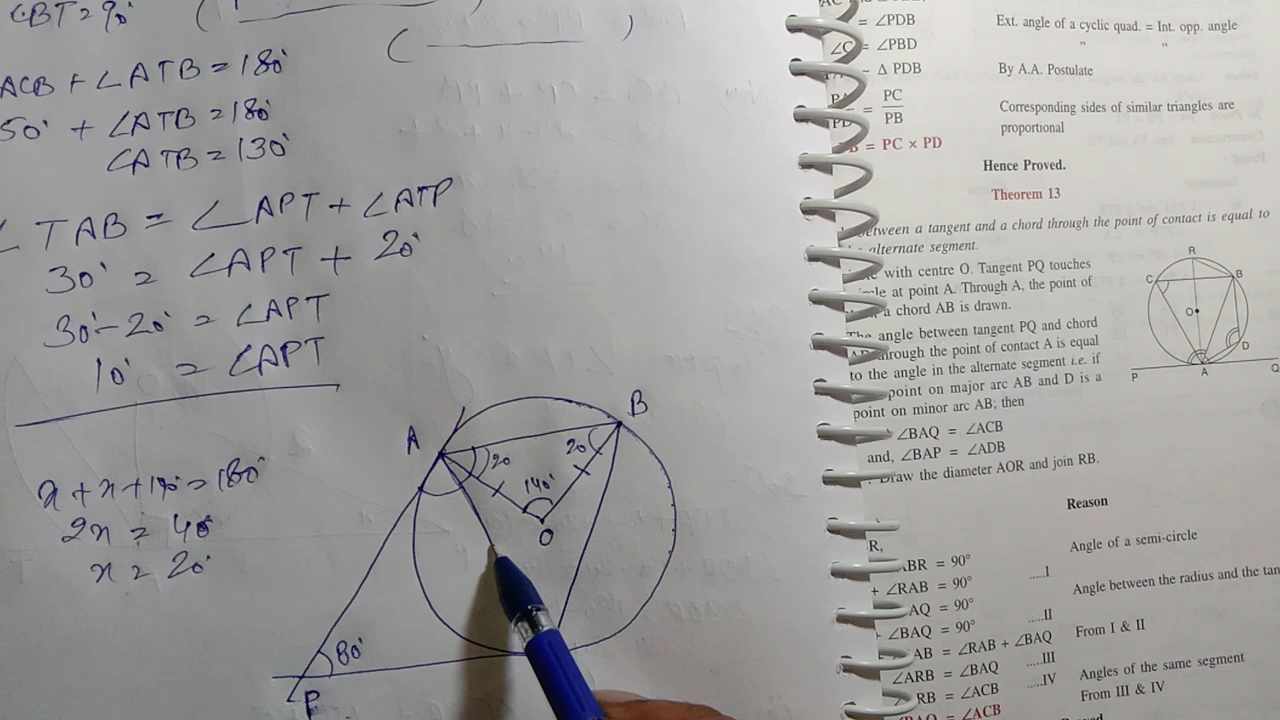 ∠BT = 90°
ACB + ∠ATB = 180°
50° + ∠ATB = 180°
∠ATB = 130°
∠TAB = ∠APT + ∠ATP
30° = ∠APT + 20°
30° - 20° = ∠APT
10° = ∠APT
x + x + 140° = 180°
2x = 40°
x = 20°
A
B
20
20
140°
O
80°
P
= ∠PDB
Ext. angle of a cyclic quad. = Int. opp. angle
∠C = ∠PBD
" "
Δ PDB
By A.A. Postulate
= PC / PB
Corresponding sides of similar triangles are
proportional
= PC × PD
Hence Proved.
Theorem 13
between a tangent and a chord through the point of contact is equal to
alternate segment.
with centre O. Tangent PQ touches
at point A. Through A, the point of
a chord AB is drawn.
The angle between tangent PQ and chord
through the point of contact A is equal
to the angle in the alternate segment i.e. if
point on major arc AB and D is a
point on minor arc AB; then
∠BAQ = ∠ACB
and, ∠BAP = ∠ADB
Draw the diameter AOR and join RB.
R
C
B
O
D
P
A
Q
Reason
R,
BR = 90°
.....I
Angle of a semi-circle
+ ∠RAB = 90°
AQ = 90°
.....II
Angle between the radius and the tan
∠BAQ = 90°
AB = ∠RAB + ∠BAQ
From I & II
∠ARB = ∠BAQ
.....III
RB = ∠ACB
.....IV
Angles of the same segment
∠BAQ = ∠ACB
From III & IV